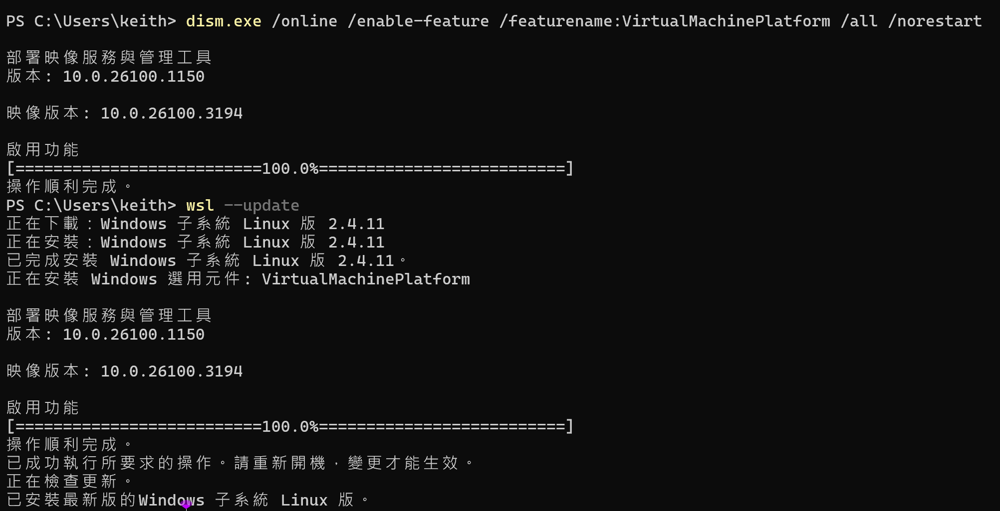 PS C:\Users\keith> dism.exe /online /enable-feature /featurename:VirtualMachinePlatform /all /norestart
部署映像服務與管理工具
版本: 10.0.26100.1150
映像版本: 10.0.26100.3194
啟用功能
[==========================100.0%==========================]
操作順利完成。
PS C:\Users\keith> wsl --update
正在下載：Windows 子系統 Linux 版 2.4.11
正在安裝：Windows 子系統 Linux 版 2.4.11
已完成安裝 Windows 子系統 Linux 版 2.4.11。
正在安裝 Windows 選用元件: VirtualMachinePlatform
部署映像服務與管理工具
版本: 10.0.26100.1150
映像版本: 10.0.26100.3194
啟用功能
[==========================100.0%==========================]
操作順利完成。
已成功執行所要求的操作。請重新開機，變更才能生效。
正在檢查更新。
已安裝最新版的Windows 子系統 Linux 版。